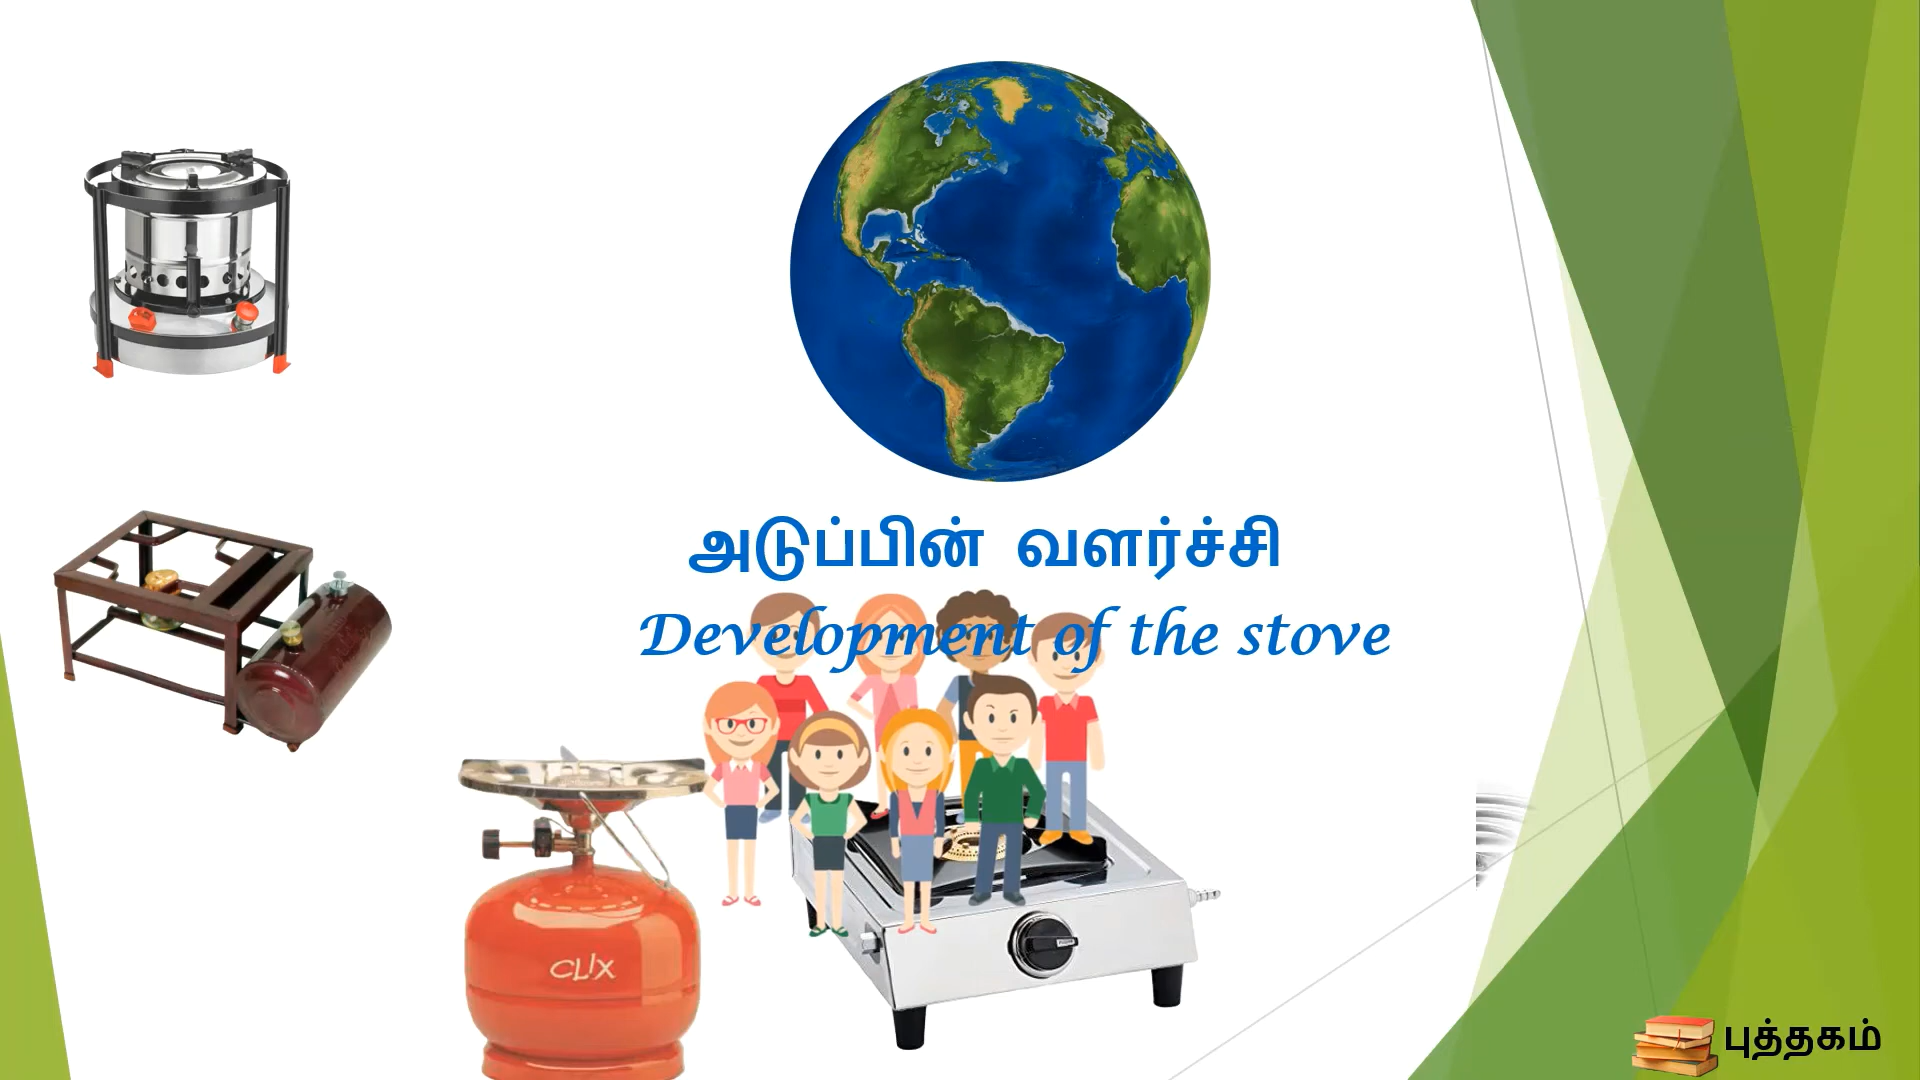 அடுப்பின் வளர்ச்சி
Development of the stove
CLIX
புத்தகம்